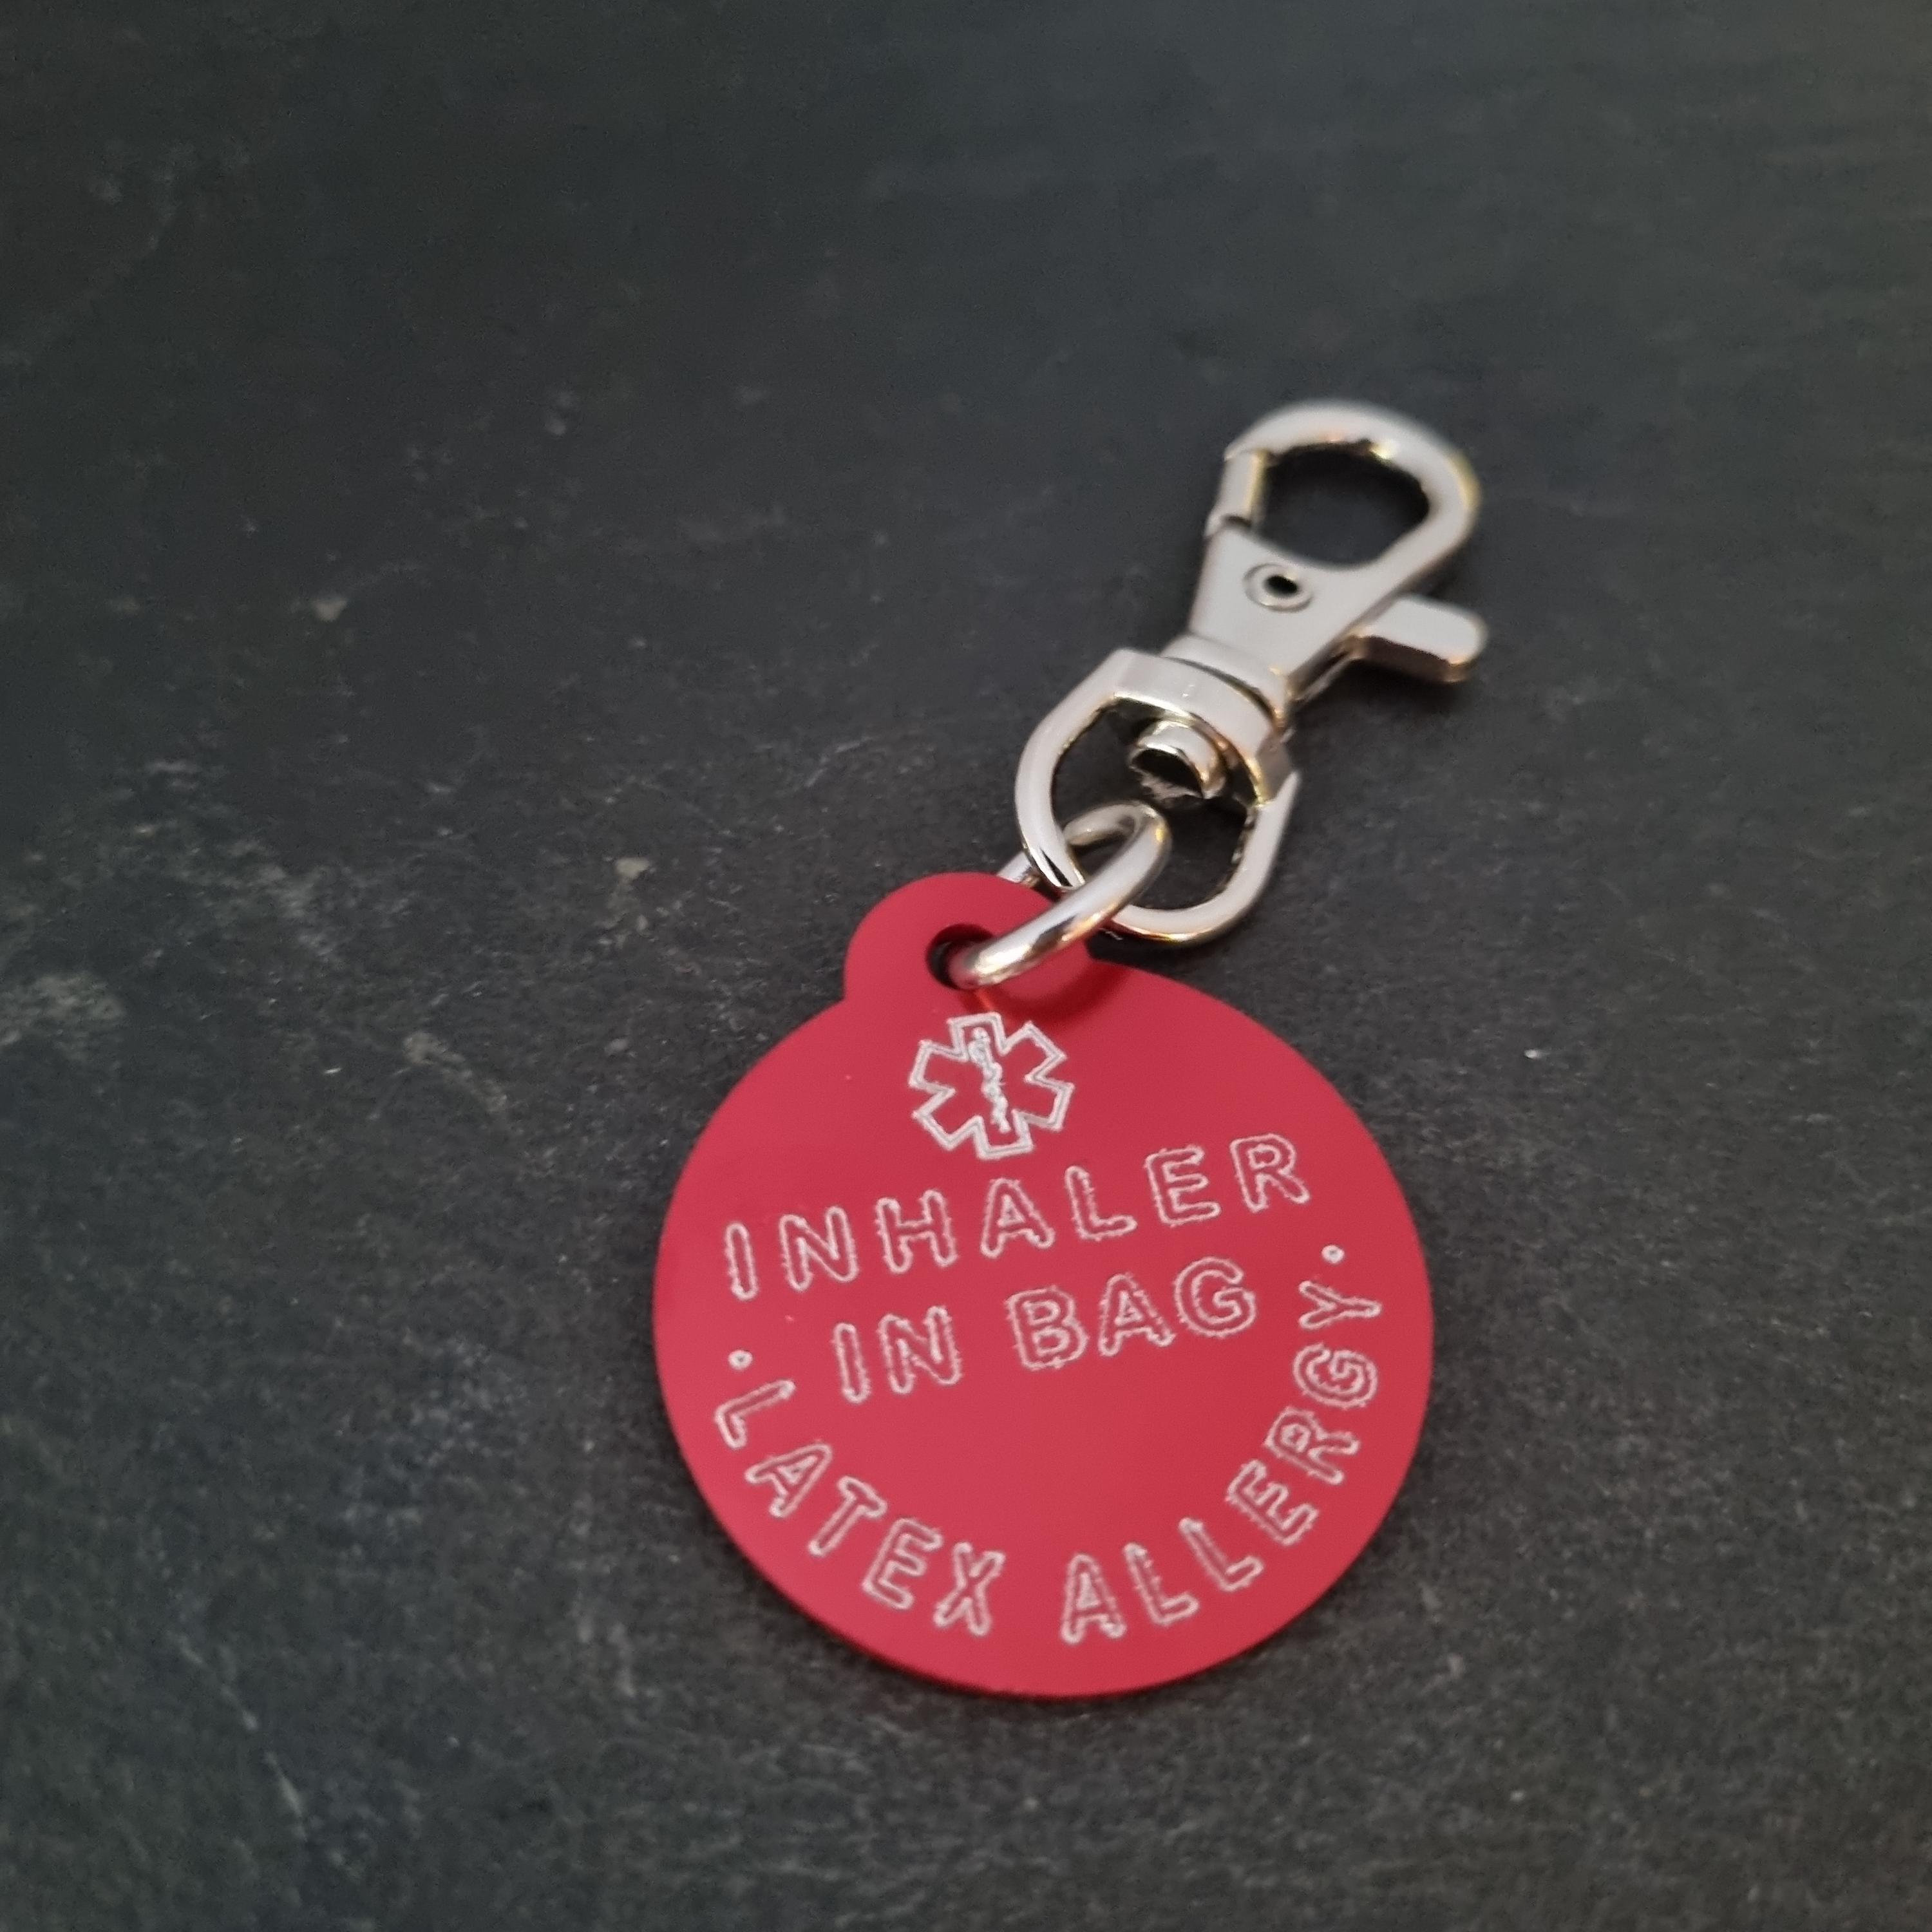 INHALER
IN BAG
·LATEX ALLERGY·